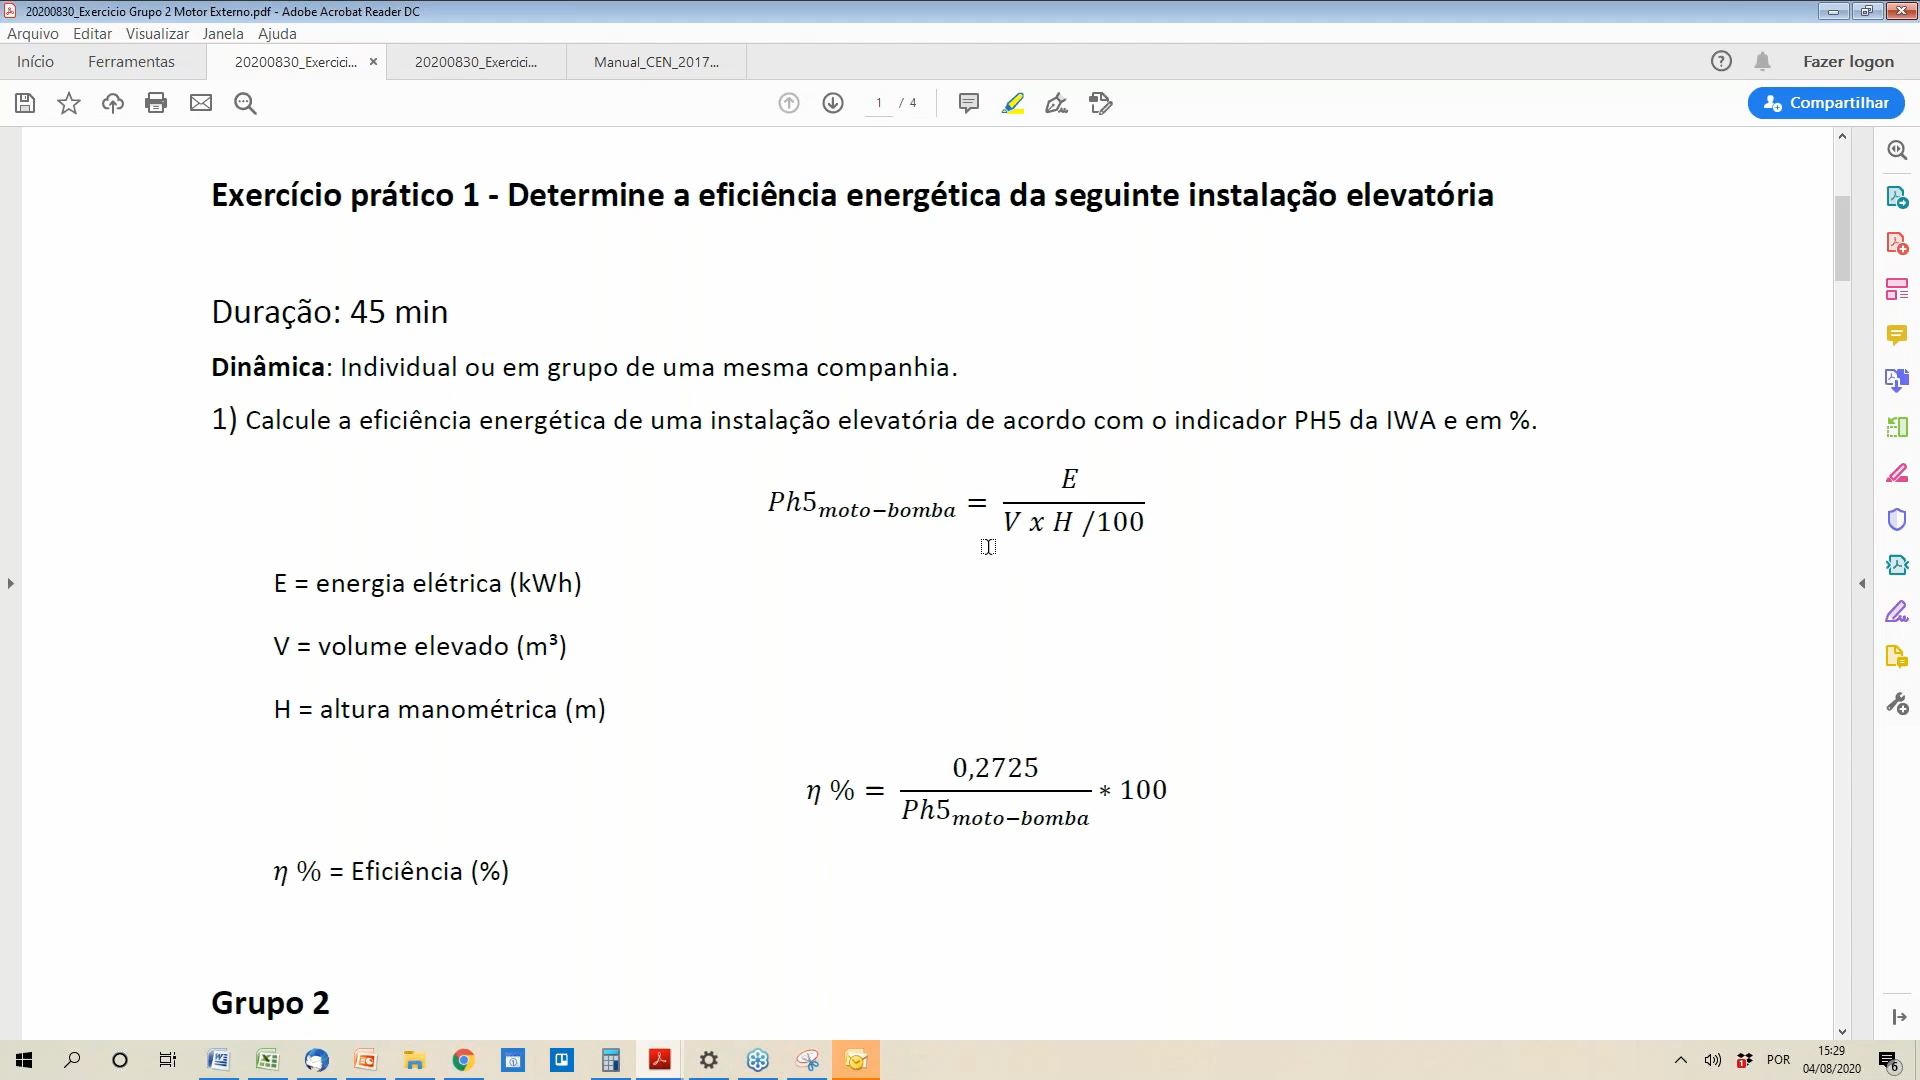 20200830_Exercicio Grupo 2 Motor Externo.pdf - Adobe Acrobat Reader DC
Arquivo Editar Visualizar Janela Ajuda
Início Ferramentas 20200830_Exercici... × 20200830_Exercici... Manual_CEN_2017... Fazer logon
1 / 4 Compartilhar
Exercício prático 1 - Determine a eficiência energética da seguinte instalação elevatória
Duração: 45 min
Dinâmica: Individual ou em grupo de uma mesma companhia.
1) Calcule a eficiência energética de uma instalação elevatória de acordo com o indicador PH5 da IWA e em %.
E
Ph5moto−bomba =
V x H /100
E = energia elétrica (kWh)
V = volume elevado (m³)
H = altura manométrica (m)
0,2725
η % = ∗ 100
Ph5moto−bomba
η % = Eficiência (%)
Grupo 2
POR
15:29
04/08/2020
6